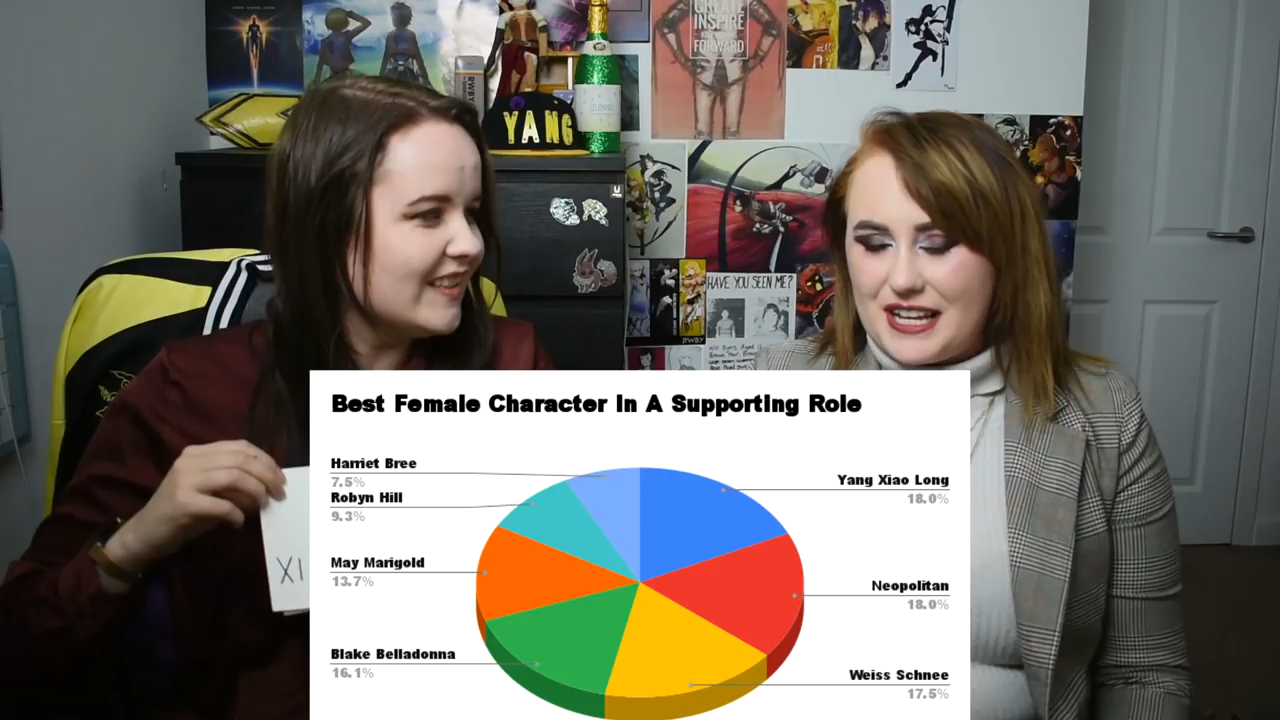 CREATE
INSPIRE
FORWARD
RWBY
YANG
HAVE YOU SEEN ME?
RWBY
XI
Best Female Character In A Supporting Role
Harriet Bree
7.5%
Robyn Hill
9.3%
May Marigold
13.7%
Blake Belladonna
16.1%
Yang Xiao Long
18.0%
Neopolitan
18.0%
Weiss Schnee
17.5%